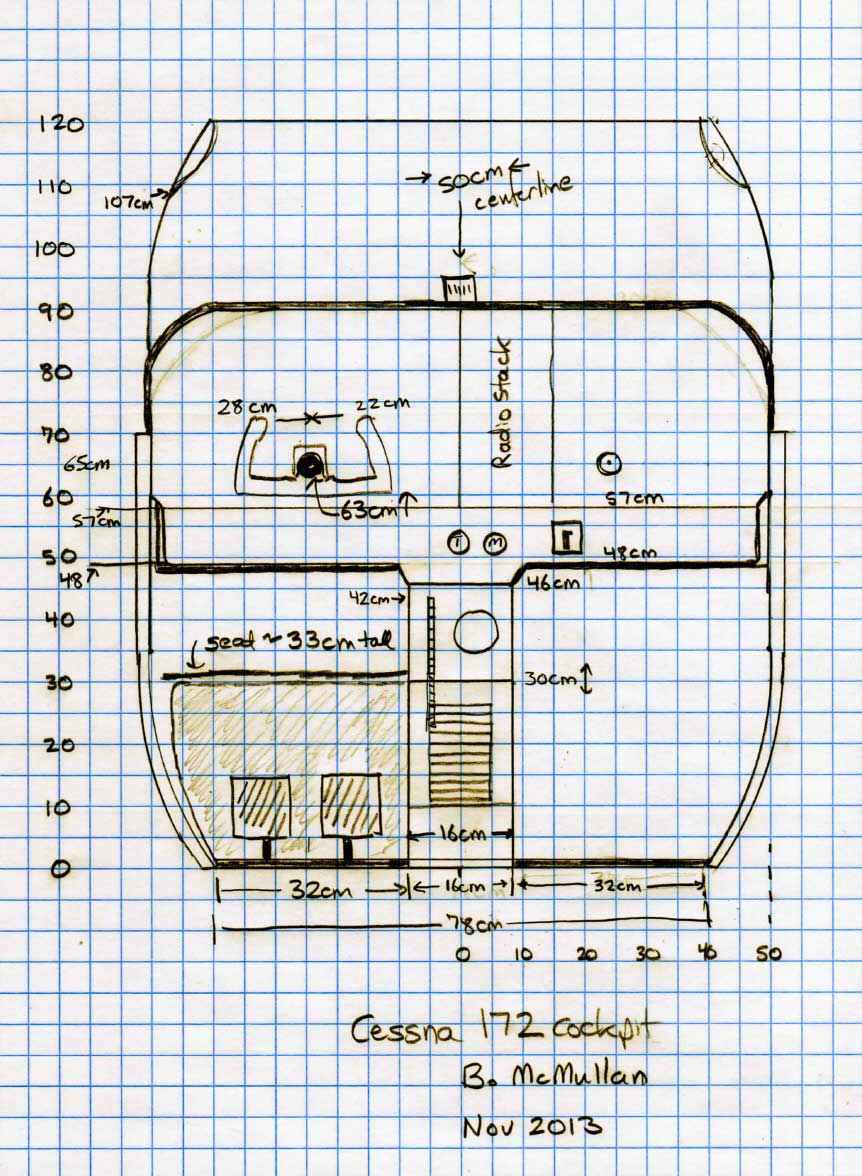 120
110
107cm
→ 50cm ←
centerline
100
90
80
Radio stack
28cm
22cm
70
65cm
60
57cm
63cm
57cm
50
T
M
48cm
48
46cm
42cm→
40
seat ~ 33cm tall
30
30cm
20
10
16cm
0
32cm
16cm
32cm
78cm
0 10 20 30 40 50
Cessna 172 cockpit
B. McMullan
Nov 2013